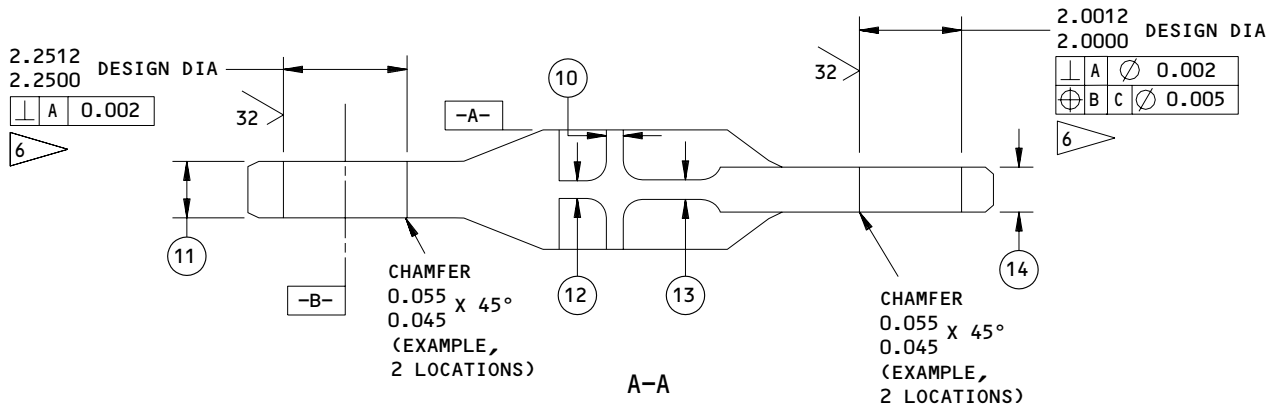 2.2512
2.2500 DESIGN DIA
⊥ A 0.002
6
32
-A-
10
32
2.0012
2.0000 DESIGN DIA
⊥ A ∅ 0.002
⌖ B C ∅ 0.005
6
11
-B-
CHAMFER
0.055
0.045 X 45°
(EXAMPLE,
2 LOCATIONS)
12
13
14
CHAMFER
0.055
0.045 X 45°
(EXAMPLE,
2 LOCATIONS)
A-A